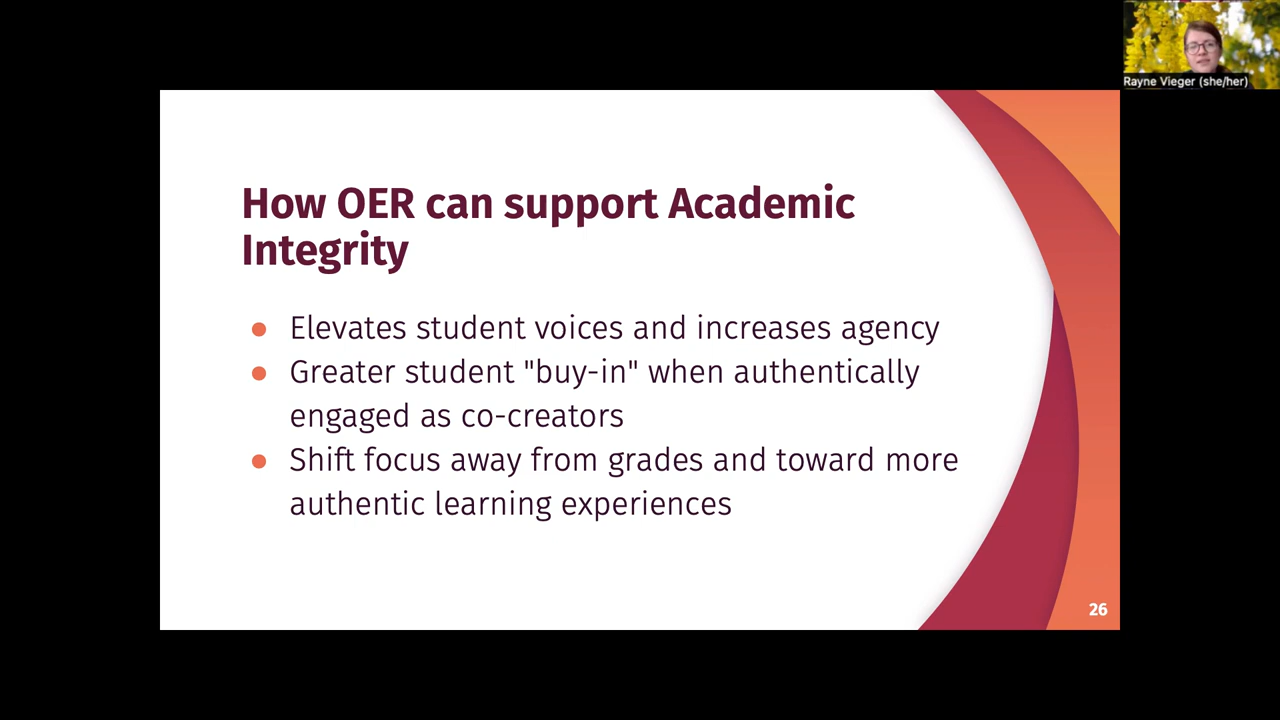 Rayne Vieger (she/her)
How OER can support Academic
Integrity
● Elevates student voices and increases agency
● Greater student "buy-in" when authentically
engaged as co-creators
● Shift focus away from grades and toward more
authentic learning experiences
26